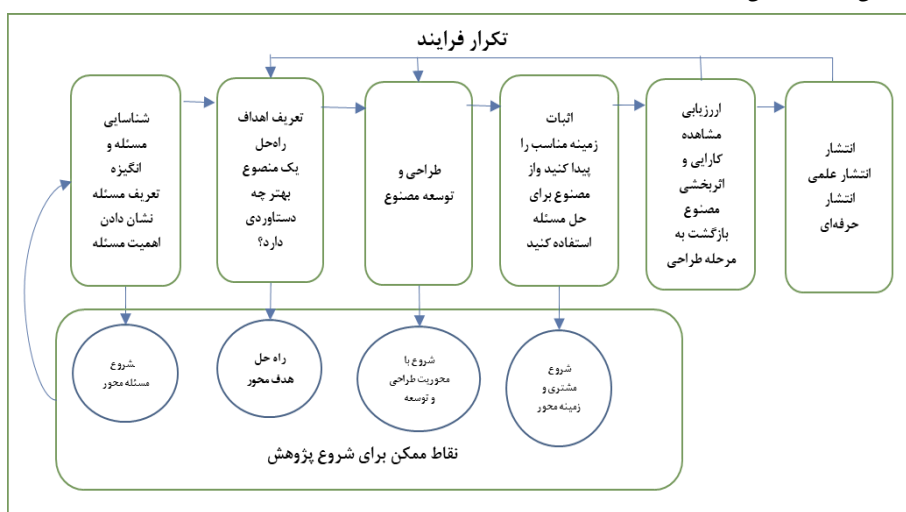 تکرار فرایند
شناسایی
مسئله و
انگیزه
تعریف مسئله
نشان دادن
اهمیت مسئله
تعریف اهداف
راه‌حل
یک منصوع
بهتر چه
دستاوردی
دارد؟
طراحی و
توسعه مصنوع
اثبات
زمینه مناسب را
پیدا کنید واز
مصنوع برای
حل مسئله
استفاده کنید
اررزیابی
مشاهده
کارایی و
اثربخشی
مصنوع
بازگشت به
مرحله طراحی
انتشار
انتشار علمی
انتشار
حرفه‌ای
شروع
مسئله محور
راه حل
هدف محور
شروع با
محوریت طراحی
و توسعه
شروع
مشتری و
زمینه محور
نقاط ممکن برای شروع پژوهش